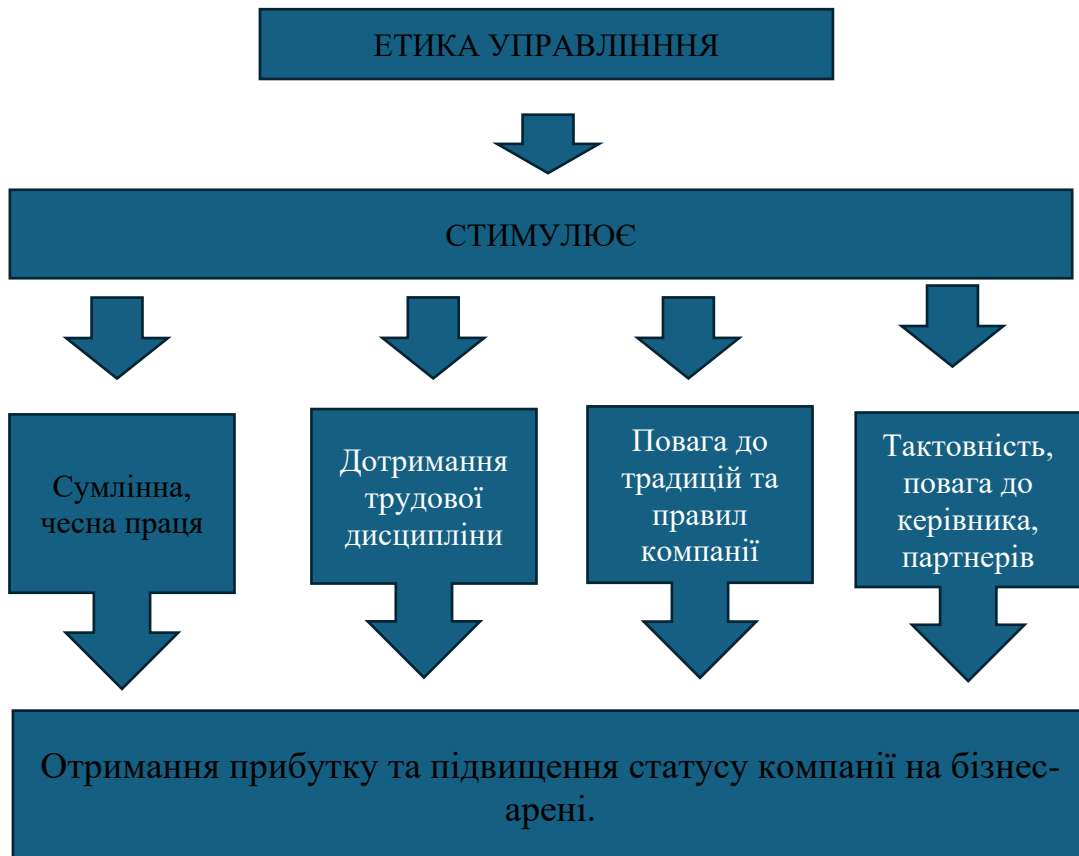 ЕТИКА УПРАВЛІНННЯ
СТИМУЛЮЄ
Сумлінна,
чесна праця
Дотримання
трудової
дисципліни
Повага до
традицій та
правил
компанії
Тактовність,
повага до
керівника,
партнерів
Отримання прибутку та підвищення статусу компанії на бізнес-
арені.